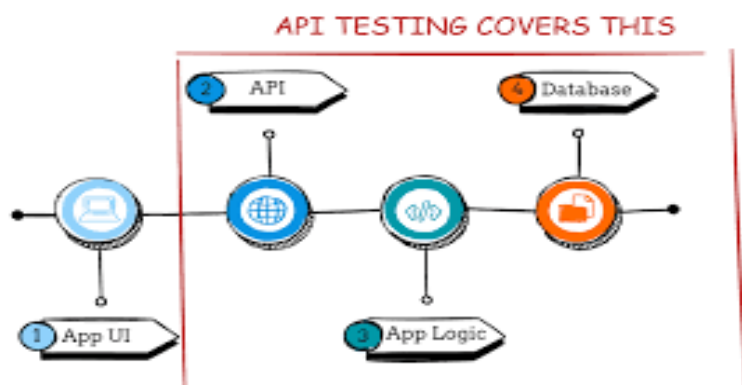 API TESTING COVERS THIS
2 API
4 Database
1 App UI
3 App Logic